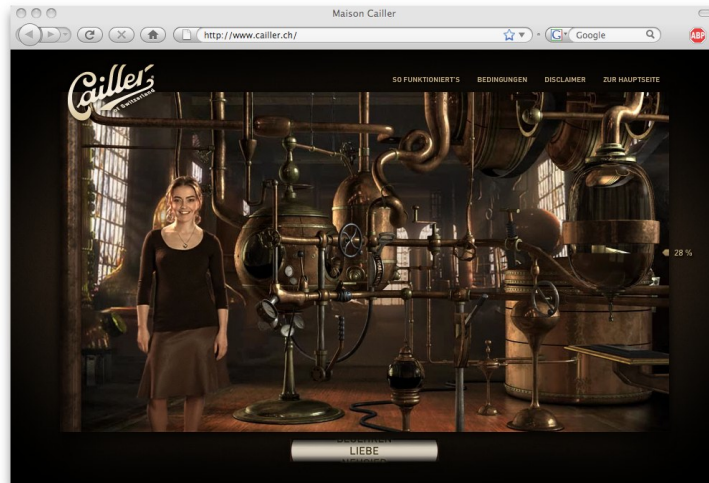 Maison Cailler
http://www.cailler.ch/
Google
ABP
Cailler
of Switzerland
SO FUNKTIONIERT'S BEDINGUNGEN DISCLAIMER ZUR HAUPTSEITE
28 %
LIEBE